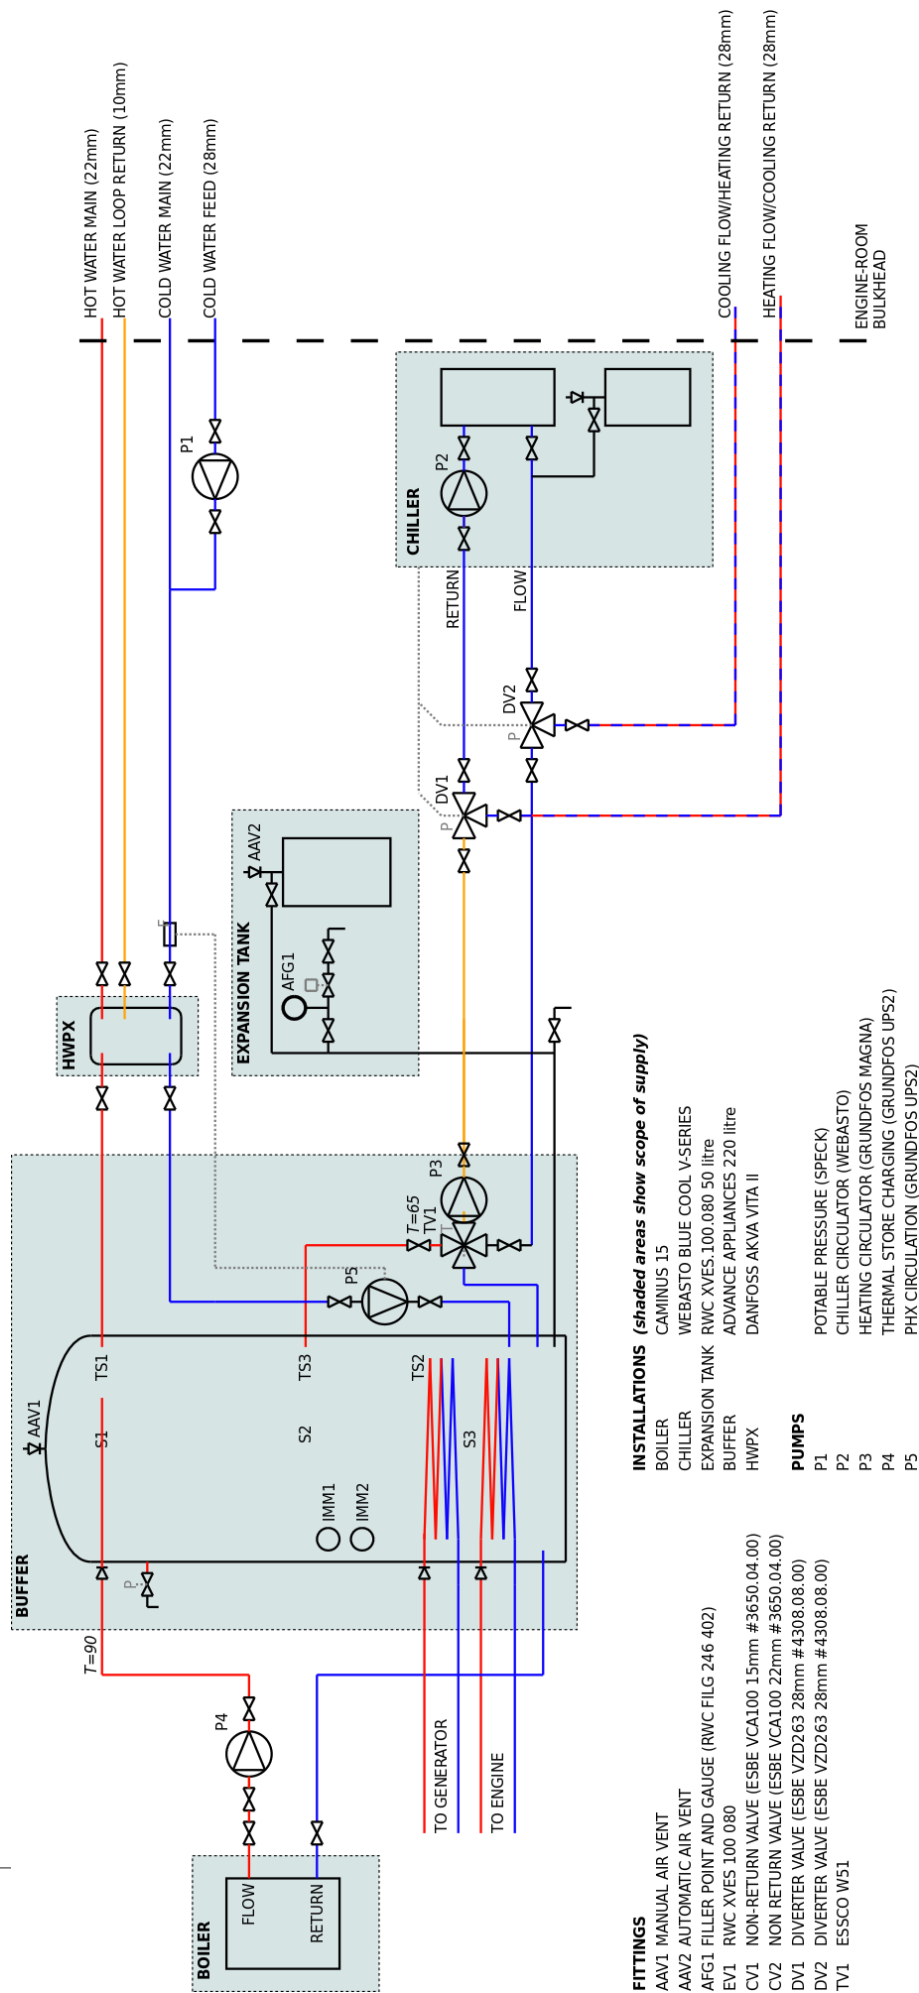 HOT WATER MAIN (22mm)
HOT WATER LOOP RETURN (10mm)
COLD WATER MAIN (22mm)
COLD WATER FEED (28mm)
COOLING FLOW/HEATING RETURN (28mm)
HEATING FLOW/COOLING RETURN (28mm)
ENGINE-ROOM
BULKHEAD
P1
CHILLER
P2
RETURN
FLOW
DV1
P
DV2
P
F
HWPX
EXPANSION TANK
AAV2
AFG1
BUFFER
AAV1
TS1
S1
TS3
S2
TS2
S3
IMM1
IMM2
P
P5
T=65
TV1
T
P3
T=90
P4
BOILER
FLOW
RETURN
TO GENERATOR
TO ENGINE
INSTALLATIONS (shaded areas show scope of supply)
BOILER CAMINUS 15
CHILLER WEBASTO BLUE COOL V-SERIES
EXPANSION TANK RWC XVES.100.080 50 litre
BUFFER ADVANCE APPLIANCES 220 litre
HWPX DANFOSS AKVA VITA II
PUMPS
P1 POTABLE PRESSURE (SPECK)
P2 CHILLER CIRCULATOR (WEBASTO)
P3 HEATING CIRCULATOR (GRUNDFOS MAGNA)
P4 THERMAL STORE CHARGING (GRUNDFOS UPS2)
P5 PHX CIRCULATION (GRUNDFOS UPS2)
FITTINGS
AAV1 MANUAL AIR VENT
AAV2 AUTOMATIC AIR VENT
AFG1 FILLER POINT AND GAUGE (RWC FILG 246 402)
EV1 RWC XVES 100 080
CV1 NON-RETURN VALVE (ESBE VCA100 15mm #3650.04.00)
CV2 NON RETURN VALVE (ESBE VCA100 22mm #3650.04.00)
DV1 DIVERTER VALVE (ESBE VZD263 28mm #4308.08.00)
DV2 DIVERTER VALVE (ESBE VZD263 28mm #4308.08.00)
TV1 ESSCO W51